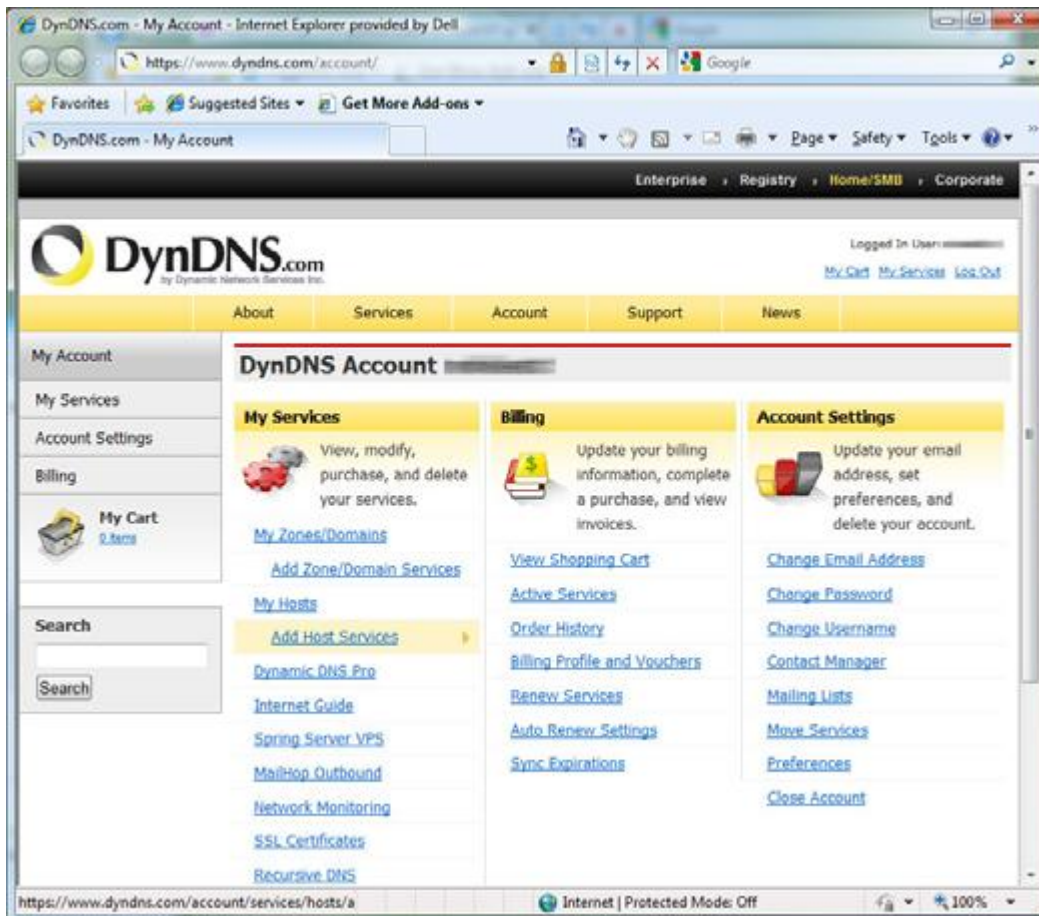 DynDNS.com - My Account - Internet Explorer provided by Dell
https://www.dyndns.com/account/
Google
Favorites
Suggested Sites
Get More Add-ons
DynDNS.com - My Account
Page
Safety
Tools
Enterprise
Registry
Home/SMB
Corporate
DynDNS.com
by Dynamic Network Services Inc.
Logged In User:
My Cart My Services Log Out
About
Services
Account
Support
News
My Account
My Services
Account Settings
Billing
My Cart
0 items
Search
Search
DynDNS Account
My Services
View, modify,
purchase, and delete
your services.
My Zones/Domains
Add Zone/Domain Services
My Hosts
Add Host Services
Dynamic DNS Pro
Internet Guide
Spring Server VPS
MailHop Outbound
Network Monitoring
SSL Certificates
Recursive DNS
Billing
Update your billing
information, complete
a purchase, and view
invoices.
View Shopping Cart
Active Services
Order History
Billing Profile and Vouchers
Renew Services
Auto Renew Settings
Sync Expirations
Account Settings
Update your email
address, set
preferences, and
delete your account.
Change Email Address
Change Password
Change Username
Contact Manager
Mailing Lists
Move Services
Preferences
Close Account
https://www.dyndns.com/account/services/hosts/a
Internet | Protected Mode: Off
100%